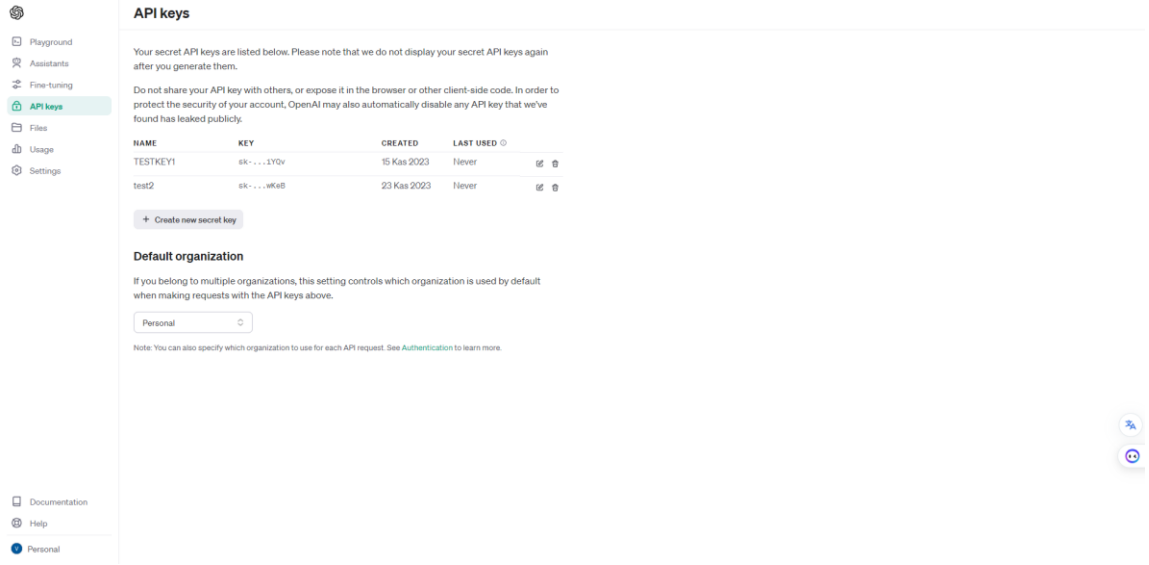 API keys
Playground
Assistants
Fine-tuning
API keys
Files
Usage
Settings
Your secret API keys are listed below. Please note that we do not display your secret API keys again
after you generate them.
Do not share your API key with others, or expose it in the browser or other client-side code. In order to
protect the security of your account, OpenAI may also automatically disable any API key that we've
found has leaked publicly.
NAME KEY CREATED LAST USED
TESTKEY1 sk-...1YQv 15 Kas 2023 Never
test2 sk-...wKeB 23 Kas 2023 Never
+ Create new secret key
Default organization
If you belong to multiple organizations, this setting controls which organization is used by default
when making requests with the API keys above.
Personal
Note: You can also specify which organization to use for each API request. See Authentication to learn more.
Documentation
Help
V Personal